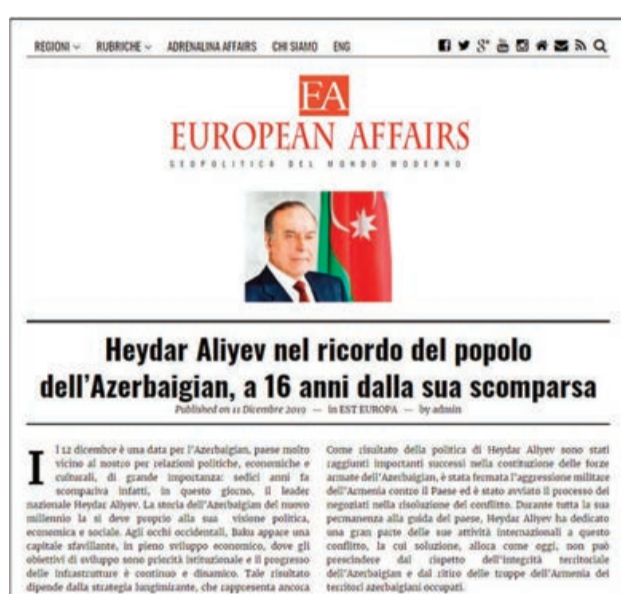 REGIONI RUBRICHE ADRENALINA AFFAIRS CHI SIAMO ENG
EA
EUROPEAN AFFAIRS
GEOPOLITICA DEL MONDO MODERNO
Heydar Aliyev nel ricordo del popolo
dell'Azerbaigian, a 16 anni dalla sua scomparsa
Published on 11 Dicembre 2019 — in EST EUROPA — by admin
Il 12 dicembre è una data per l'Azerbaigian, paese molto
vicino al nostro per relazioni politiche, economiche e
culturali, di grande importanza: sedici anni fa
scompariva infatti, in questo giorno, il leader
nazionale Heydar Aliyev. La storia dell'Azerbaigian del nuovo
millennio la si deve proprio alla sua visione politica,
economica e sociale. Agli occhi occidentali, Baku appare una
capitale sfavillante, in pieno sviluppo economico, dove gli
obiettivi di sviluppo sono priorità istituzionale e il progresso
delle infrastrutture è continuo e dinamico. Tale risultato
dipende dalla strategia lungimirante, che rappresenta ancora
Come risultato della politica di Heydar Aliyev sono stati
raggiunti importanti successi nella costituzione delle forze
armate dell'Azerbaigian, è stata fermata l'aggressione militare
dell'Armenia contro il Paese ed è stato avviato il processo dei
negoziati nella risoluzione del conflitto. Durante tutta la sua
permanenza alla guida del paese, Heydar Aliyev ha dedicato
una gran parte delle sue attività internazionali a questo
conflitto, la cui soluzione, allora come oggi, non può
prescindere dal rispetto dell'integrità territoriale
dell'Azerbaigian e dal ritiro delle truppe dell'Armenia dei
territori azerbaigiani occupati.